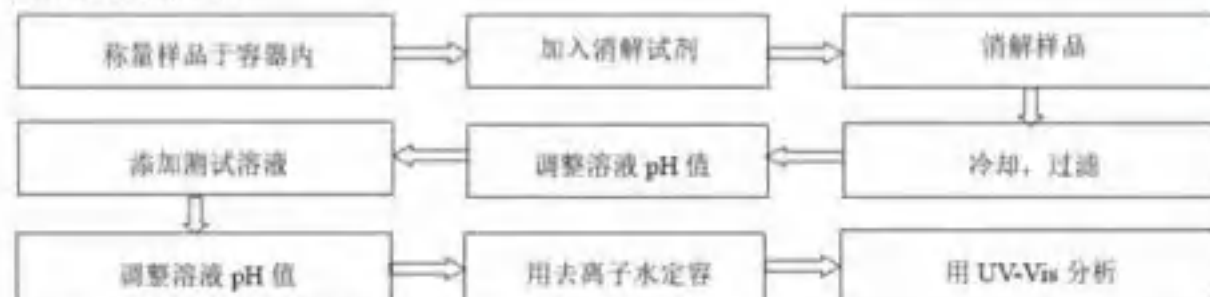 称量样品于容器内
加入消解试剂
消解样品
冷却，过滤
调整溶液 pH 值
添加测试溶液
调整溶液 pH 值
用去离子水定容
用 UV-Vis 分析